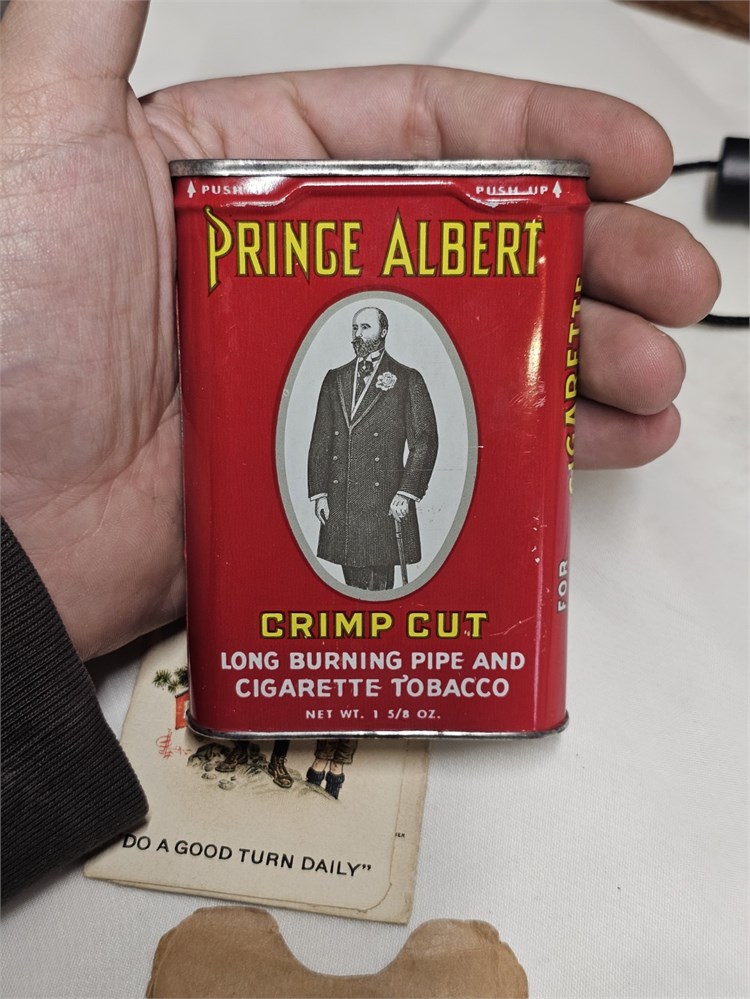 PUSH UP PUSH UP
PRINCE ALBERT
CRIMP CUT
LONG BURNING PIPE AND
CIGARETTE TOBACCO
NET WT. 1 5/8 OZ.
FOR CIGARETTE
"DO A GOOD TURN DAILY"